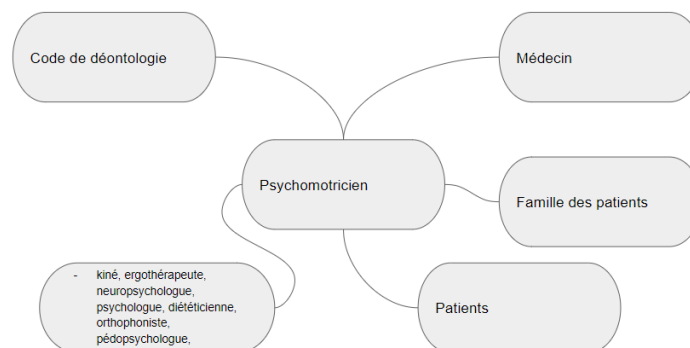 Code de déontologie
Médecin
Psychomotricien
Famille des patients
- kiné, ergothérapeute,
neuropsychologue,
psychologue, diététicienne,
orthophoniste,
pédopsychologue,
Patients